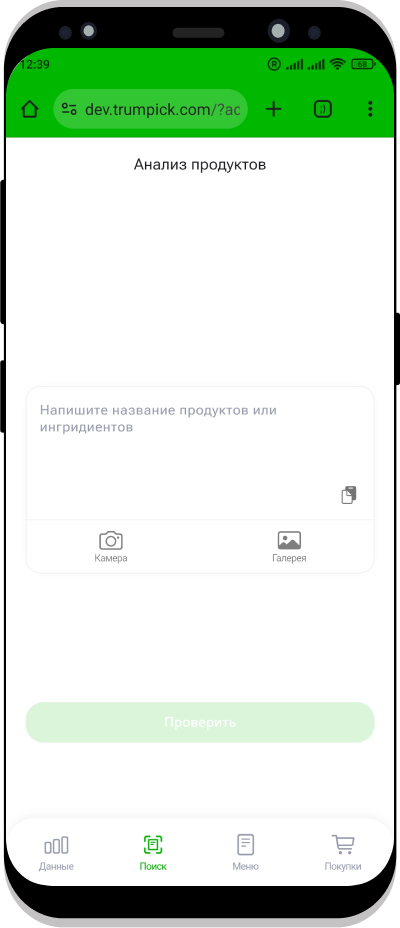 12:39
68
dev.trumpick.com/?ac
:)
Анализ продуктов
Напишите название продуктов или
ингридиентов
Камера Галерея
Проверить
Данные Поиск Меню Покупки